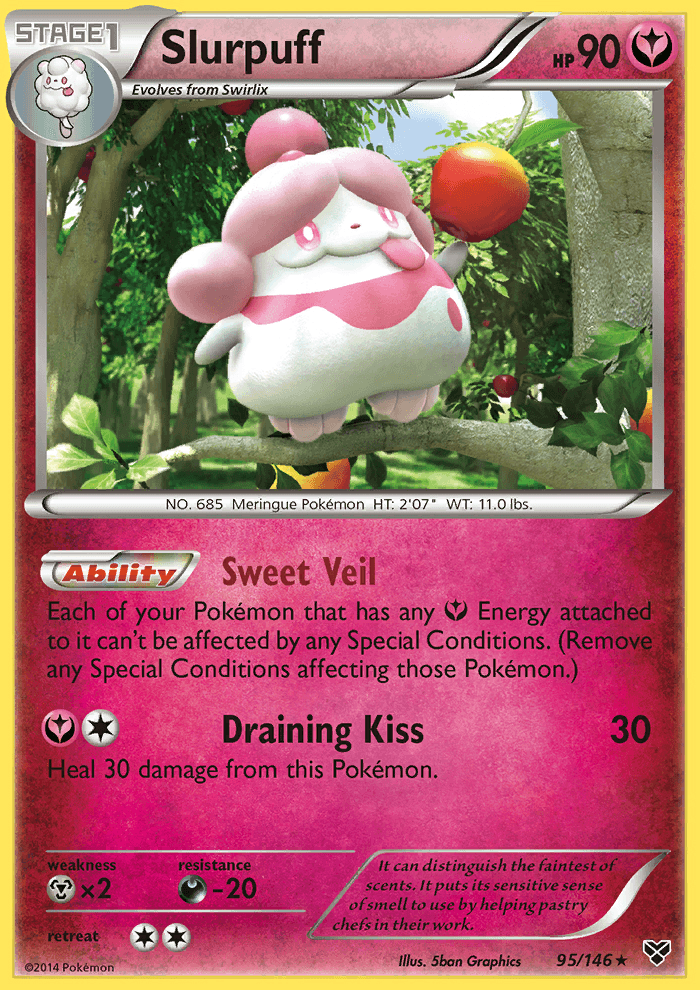 STAGE1
Slurpuff
HP90
Evolves from Swirlix
NO. 685 Meringue Pokémon HT: 2'07" WT: 11.0 lbs.
Ability Sweet Veil
Each of your Pokémon that has any Energy attached
to it can't be affected by any Special Conditions. (Remove
any Special Conditions affecting those Pokémon.)
Draining Kiss 30
Heal 30 damage from this Pokémon.
weakness resistance
×2 -20
It can distinguish the faintest of
scents. It puts its sensitive sense
of smell to use by helping pastry
chefs in their work.
retreat
©2014 Pokémon
Illus. 5ban Graphics 95/146★